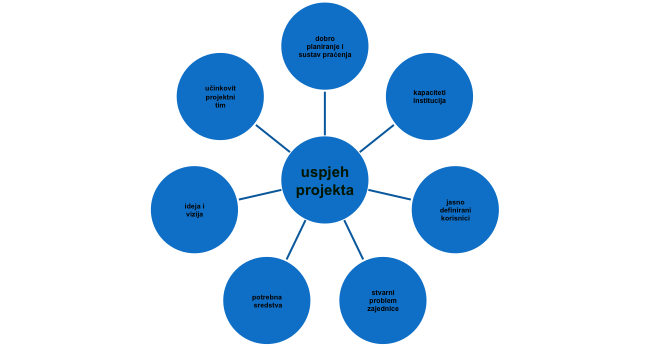 dobro
planiranje i
sustav praćenja
kapaciteti
institucija
jasno
definirani
korisnici
stvarni
problem
zajednice
potrebna
sredstva
ideja i
vizija
učinkovit
projektni
tim
uspjeh
projekta